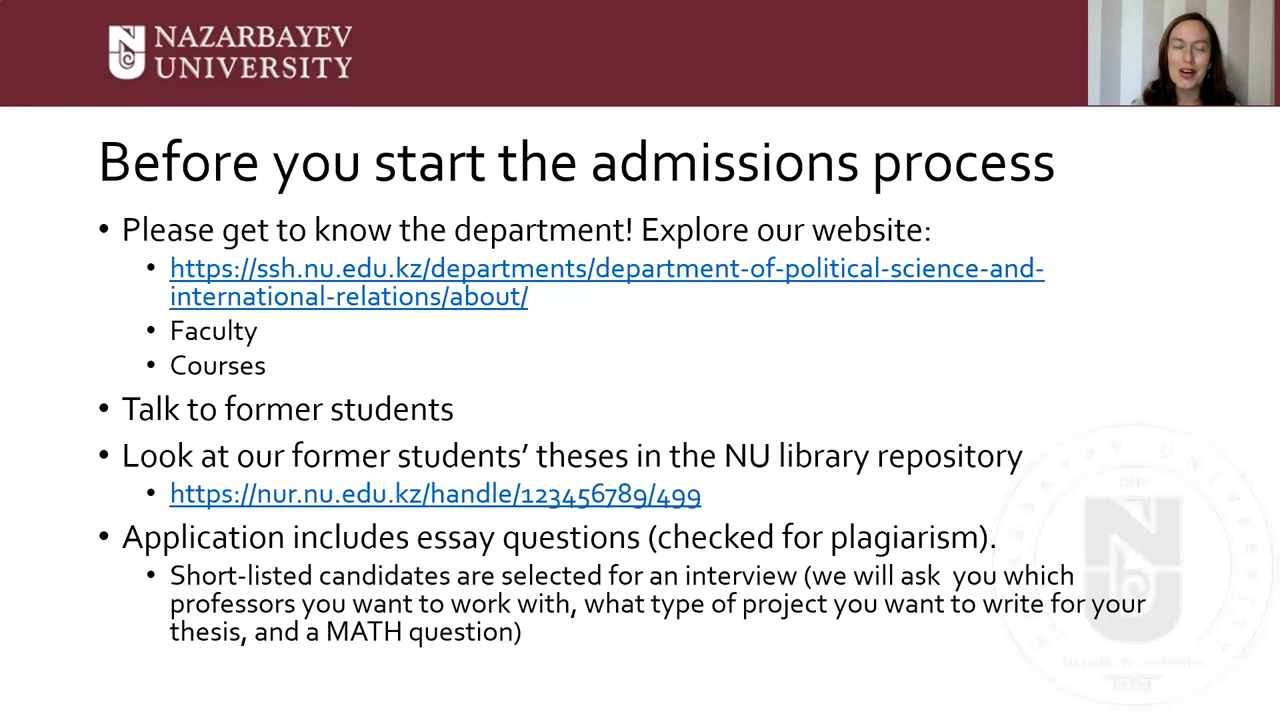 NAZARBAYEV
UNIVERSITY
Before you start the admissions process
• Please get to know the department! Explore our website:
• https://ssh.nu.edu.kz/departments/department-of-political-science-and-
international-relations/about/
• Faculty
• Courses
• Talk to former students
• Look at our former students’ theses in the NU library repository
• https://nur.nu.edu.kz/handle/123456789/499
• Application includes essay questions (checked for plagiarism).
• Short-listed candidates are selected for an interview (we will ask  you which
professors you want to work with, what type of project you want to write for your
thesis, and a MATH question)